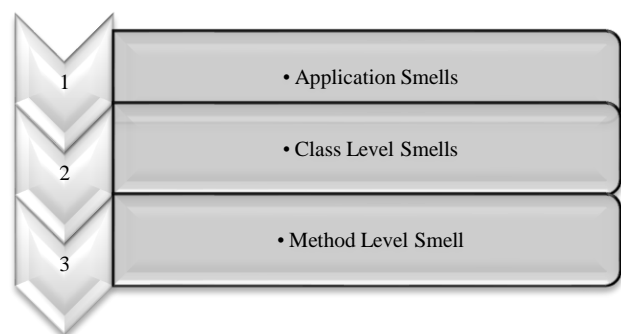 1
• Application Smells
2
• Class Level Smells
3
• Method Level Smell